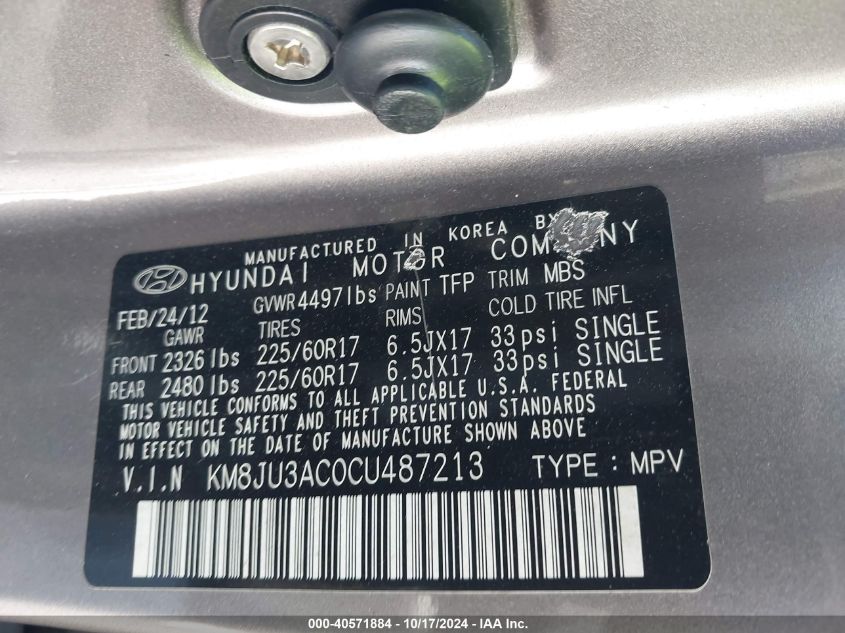 MANUFACTURED IN KOREA BY
HYUNDAI MOTOR COMPANY
FEB/24/12 GVWR 4497 lbs PAINT TFP TRIM MBS
GAWR TIRES RIMS COLD TIRE INFL
FRONT 2326 lbs 225/60R17 6.5JX17 33psi SINGLE
REAR 2480 lbs 225/60R17 6.5JX17 33psi SINGLE
THIS VEHICLE CONFORMS TO ALL APPLICABLE U.S.A. FEDERAL
MOTOR VEHICLE SAFETY AND THEFT PREVENTION STANDARDS
IN EFFECT ON THE DATE OF MANUFACTURE SHOWN ABOVE
V.I.N KM8JU3AC0CU487213 TYPE : MPV
000-40571884 - 10/17/2024 - IAA Inc.